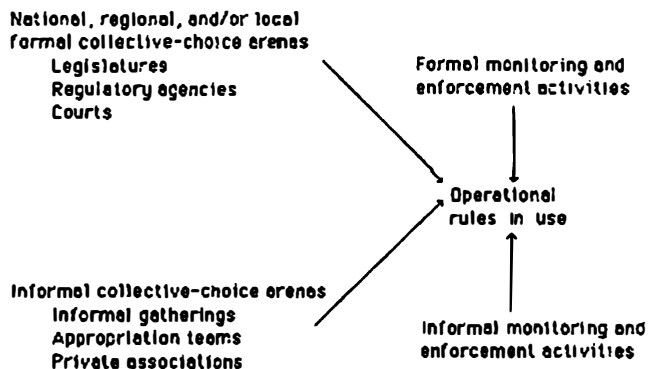 National, regional, and/or local
formal collective-choice arenas
Legislatures
Regulatory agencies
Courts
Formal monitoring and
enforcement activities
Operational
rules in use
Informal collective-choice arenas
Informal gatherings
Appropriation teams
Private associations
Informal monitoring and
enforcement activities